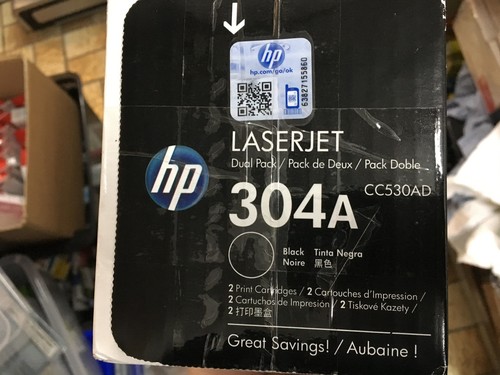 hp
hp.com/go/ok
63827155860
LASERJET
Dual Pack / Pack de Deux / Pack Doble
hp
304A
CC530AD
Black Tinta Negra
Noire 黑色
2 Print Cartridges / 2 Cartouches d'Impression /
2 Cartuchos de Impresión / 2 Tiskové Kazety /
2 打印墨盒
Great Savings! / Aubaine !